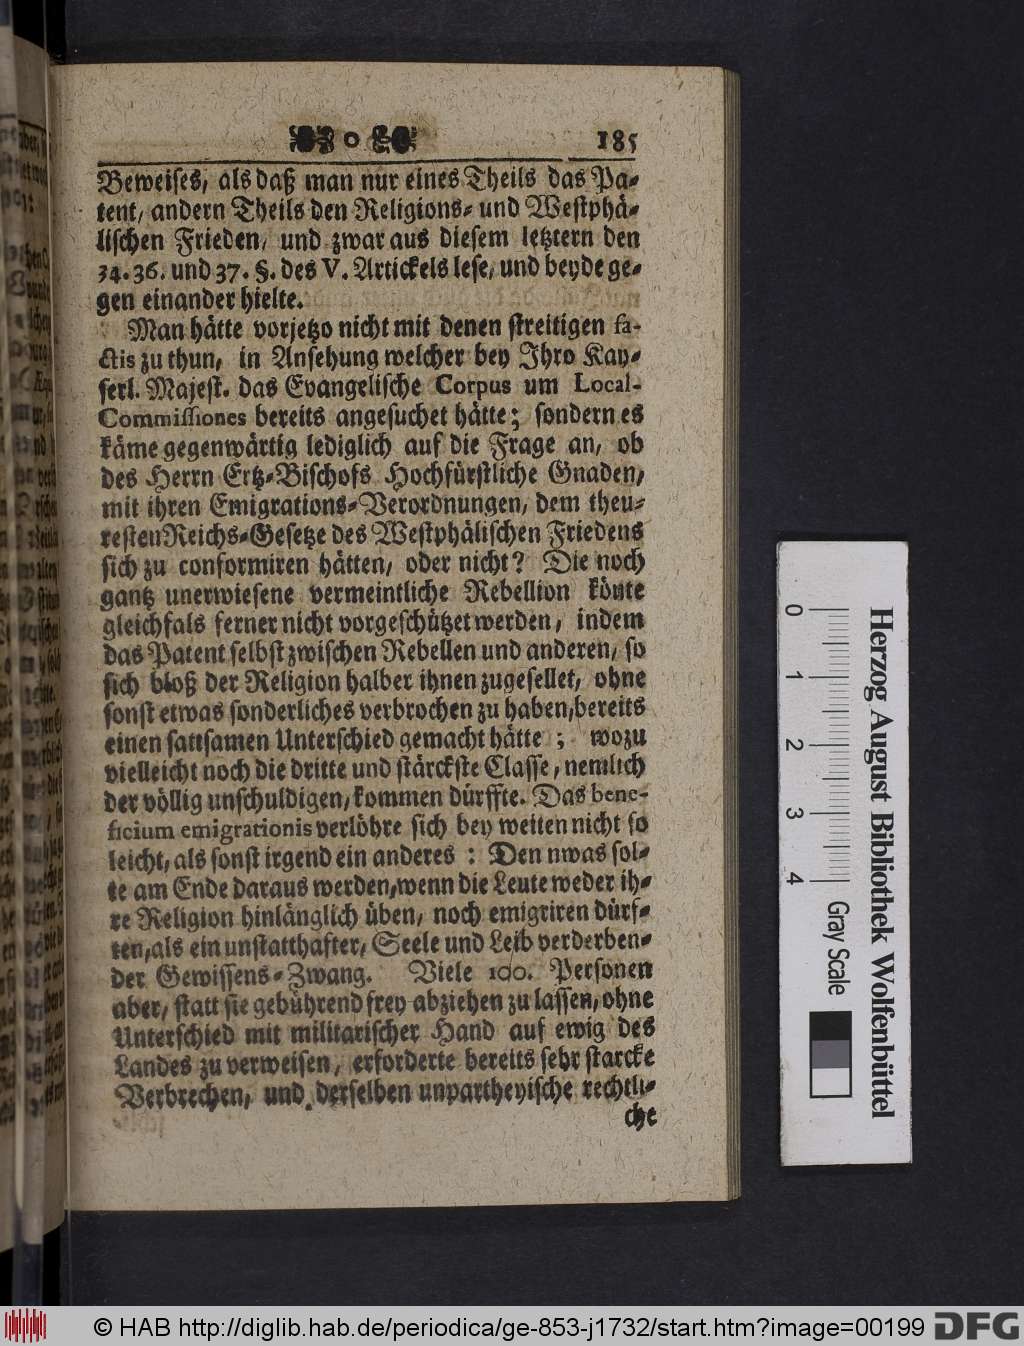 185
Beweises, als daß man nur eines Theils das Pa-
tent, andern Theils den Religions- und Westphä-
lischen Frieden, und zwar aus diesem letztern den
34. 36. und 37. §. des V. Artickels lese, und beyde ge-
gen einander hielte.
Man hätte vorjetzo nicht mit denen streitigen fa-
ctis zu thun, in Ansehung welcher bey Ihro Kay-
serl. Majest. das Evangelische Corpus um Local-
Commissiones bereits angesuchet hätte; sondern es
käme gegenwärtig lediglich auf die Frage an, ob
des Herrn Ertz-Bischofs Hochfürstliche Gnaden,
mit ihren Emigrations-Verordnungen, dem theu-
resten Reichs-Gesetze des Westphälischen Friedens
sich zu conformiren hätten, oder nicht? Die noch
gantz unerwiesene vermeintliche Rebellion könte
gleichfals ferner nicht vorgeschützet werden, indem
das Patent selbst zwischen Rebellen und anderen, so
sich bloß der Religion halber ihnen zugesellet, ohne
sonst etwas sonderliches verbrochen zu haben, bereits
einen sattsamen Unterschied gemacht hätte; wozu
vielleicht noch die dritte und stärckste Classe, nemlich
der völlig unschuldigen, kommen dürffte. Das bene-
ficium emigrationis verlöhre sich bey weiten nicht so
leicht, als sonst irgend ein anderes: Den nwas sol-
te am Ende daraus werden, wenn die Leute weder ih-
re Religion hinlänglich üben, noch emigriren dürf-
ten, als ein unstatthafter, Seele und Leib verderben-
der Gewissens-Zwang. Viele 100. Personen
aber, statt sie gebührend frey abziehen zu lassen, ohne
Unterschied mit militarischer Hand auf ewig des
Landes zu verweisen, erforderte bereits sehr starcke
Verbrechen, und derselben unpartheyische rechtli-
che
0 1 2 3 4
Gray Scale
Herzog August Bibliothek Wolfenbüttel
© HAB http://diglib.hab.de/periodica/ge-853-j1732/start.htm?image=00199
DFG